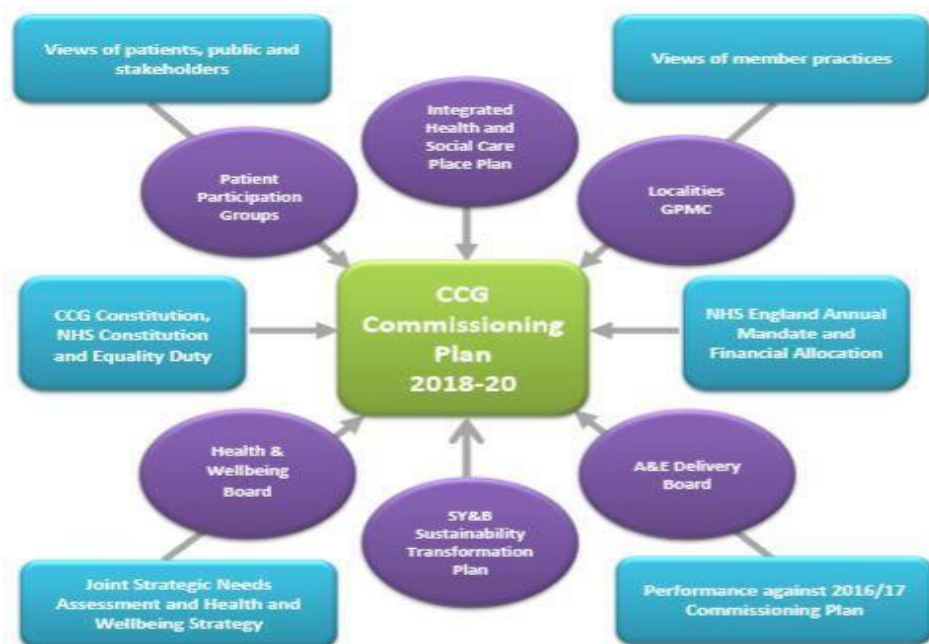 Views of patients, public and
stakeholders
Views of member practices
Integrated
Health and
Social Care
Place Plan
Patient
Participation
Groups
Localities
GPMC
CCG Constitution,
NHS Constitution
and Equality Duty
CCG
Commissioning
Plan
2018-20
NHS England Annual
Mandate and
Financial Allocation
Health &
Wellbeing
Board
A&E Delivery
Board
SY&B
Sustainability
Transformation
Plan
Joint Strategic Needs
Assessment and Health and
Wellbeing Strategy
Performance against 2016/17
Commissioning Plan